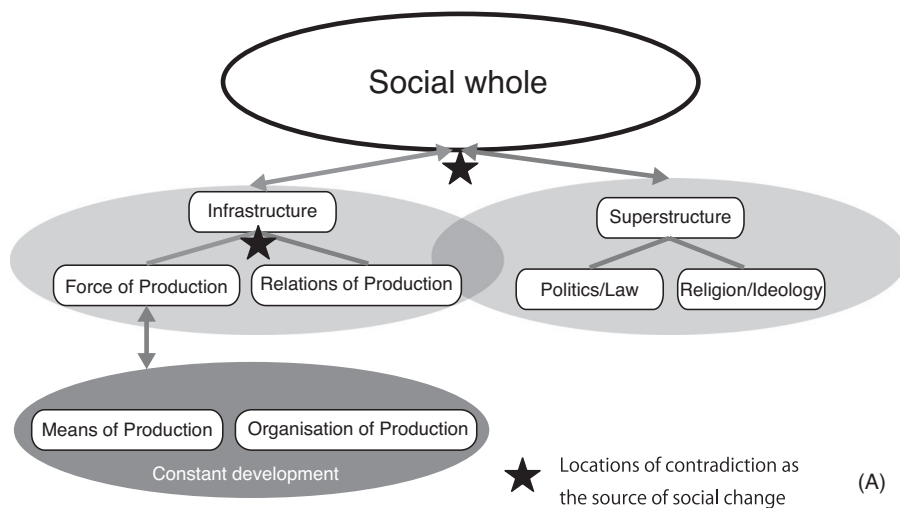 Social whole
Infrastructure
Superstructure
Force of Production
Relations of Production
Politics/Law
Religion/Ideology
Means of Production
Organisation of Production
Constant development
Locations of contradiction as
the source of social change
(A)